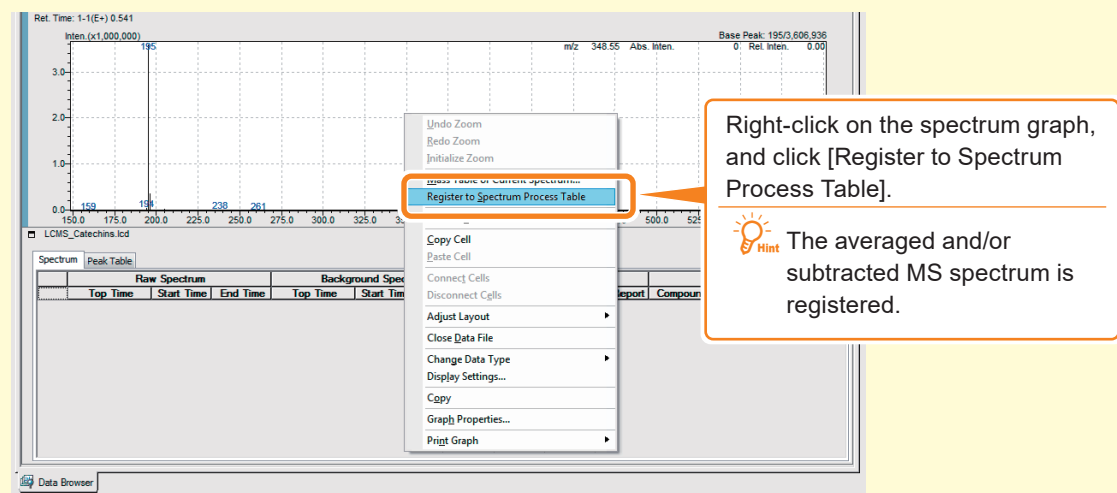 Ret. Time: 1-1(E+) 0.541
Inten.(x1,000,000)
Base Peak: 195/3,606,936
195
m/z 348.55 Abs. Inten. 0 Rel. Inten. 0.00
3.0
2.0
1.0
0.0
159 194 238 261
150.0 175.0 200.0 225.0 250.0 275.0 300.0 325.0 500.0
LCMS_Catechins.lcd
Spectrum Peak Table
Raw Spectrum
Top Time Start Time End Time Top Time
Undo Zoom
Redo Zoom
Initialize Zoom
Mass Table of Current Spectrum...
Register to Spectrum Process Table
Copy Cell
Paste Cell
Connect Cells
Disconnect Cells
Adjust Layout
Close Data File
Change Data Type
Display Settings...
Copy
Graph Properties...
Print Graph
Right-click on the spectrum graph,
and click [Register to Spectrum
Process Table].
Hint The averaged and/or
subtracted MS spectrum is
registered.
Data Browser